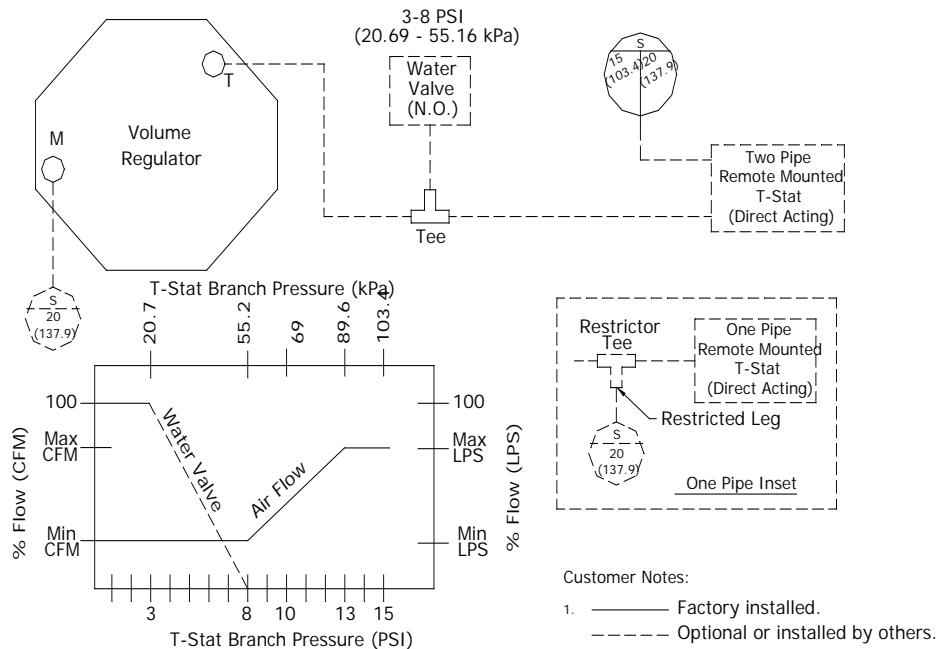 3-8 PSI
(20.69 - 55.16 kPa)
Water
Valve
(N.O.)
T
M
Volume
Regulator
Tee
S
15
(103.4)
20
(137.9)
Two Pipe
Remote Mounted
T-Stat
(Direct Acting)
S
20
(137.9)
T-Stat Branch Pressure (kPa)
20.7
55.2
69
89.6
103.4
100
Max
CFM
Min
CFM
% Flow (CFM)
Water Valve
Air Flow
100
Max
LPS
Min
LPS
% Flow (LPS)
3
8
10
13
15
T-Stat Branch Pressure (PSI)
Restrictor
Tee
One Pipe
Remote Mounted
T-Stat
(Direct Acting)
Restricted Leg
S
20
(137.9)
One Pipe Inset
Customer Notes:
1. Factory installed.
Optional or installed by others.